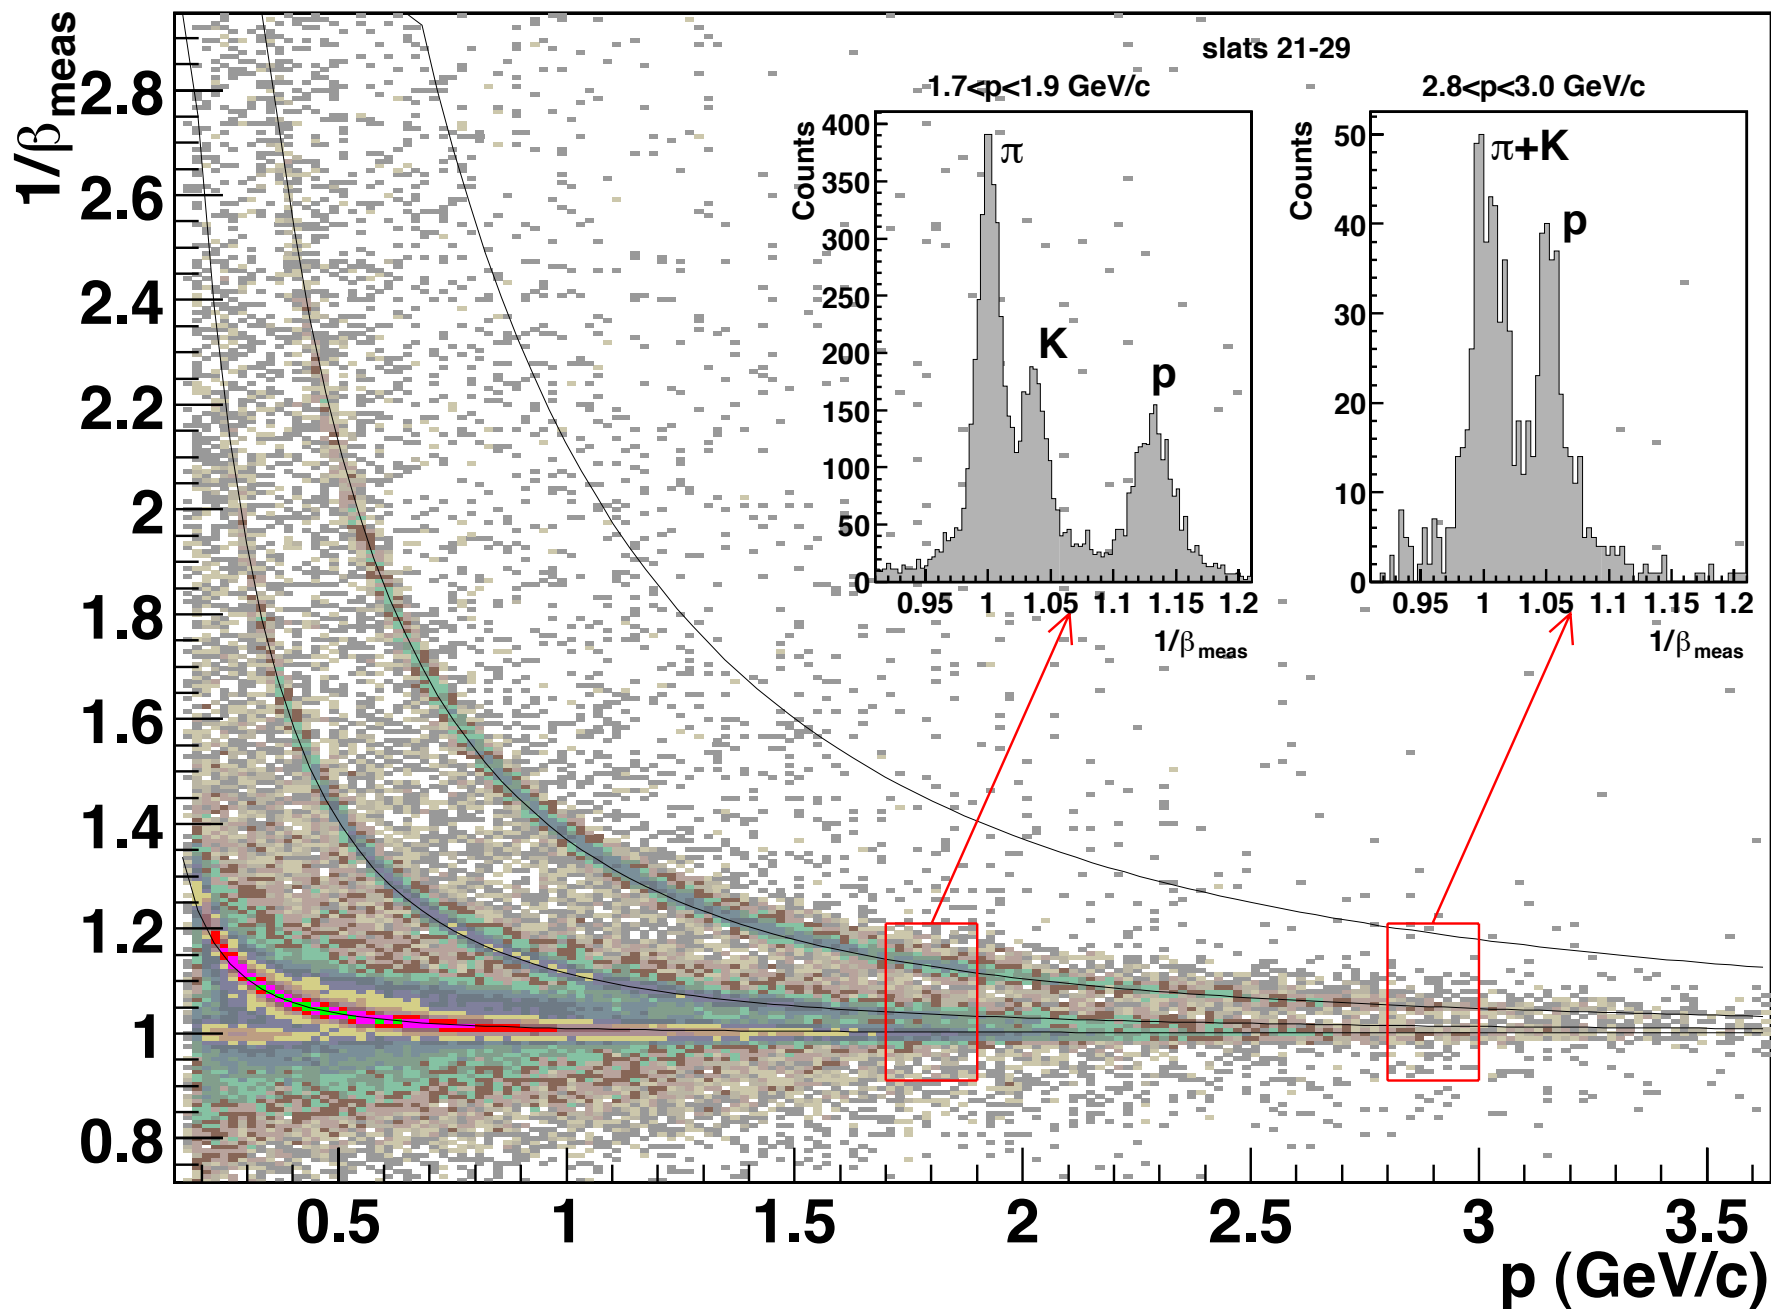 slats 21-29
1.7<p<1.9 GeV/c
2.8<p<3.0 GeV/c
1/βmeas
2.8
2.6
2.4
2.2
2
1.8
1.6
1.4
1.2
1
0.8
Counts
400
350
300
250
200
150
100
50
0
π
K
p
0.95 1 1.05 1.1 1.15 1.2
1/βmeas
Counts
50
40
30
20
10
0
π+K
p
0.95 1 1.05 1.1 1.15 1.2
1/βmeas
0.5 1 1.5 2 2.5 3 3.5
p (GeV/c)